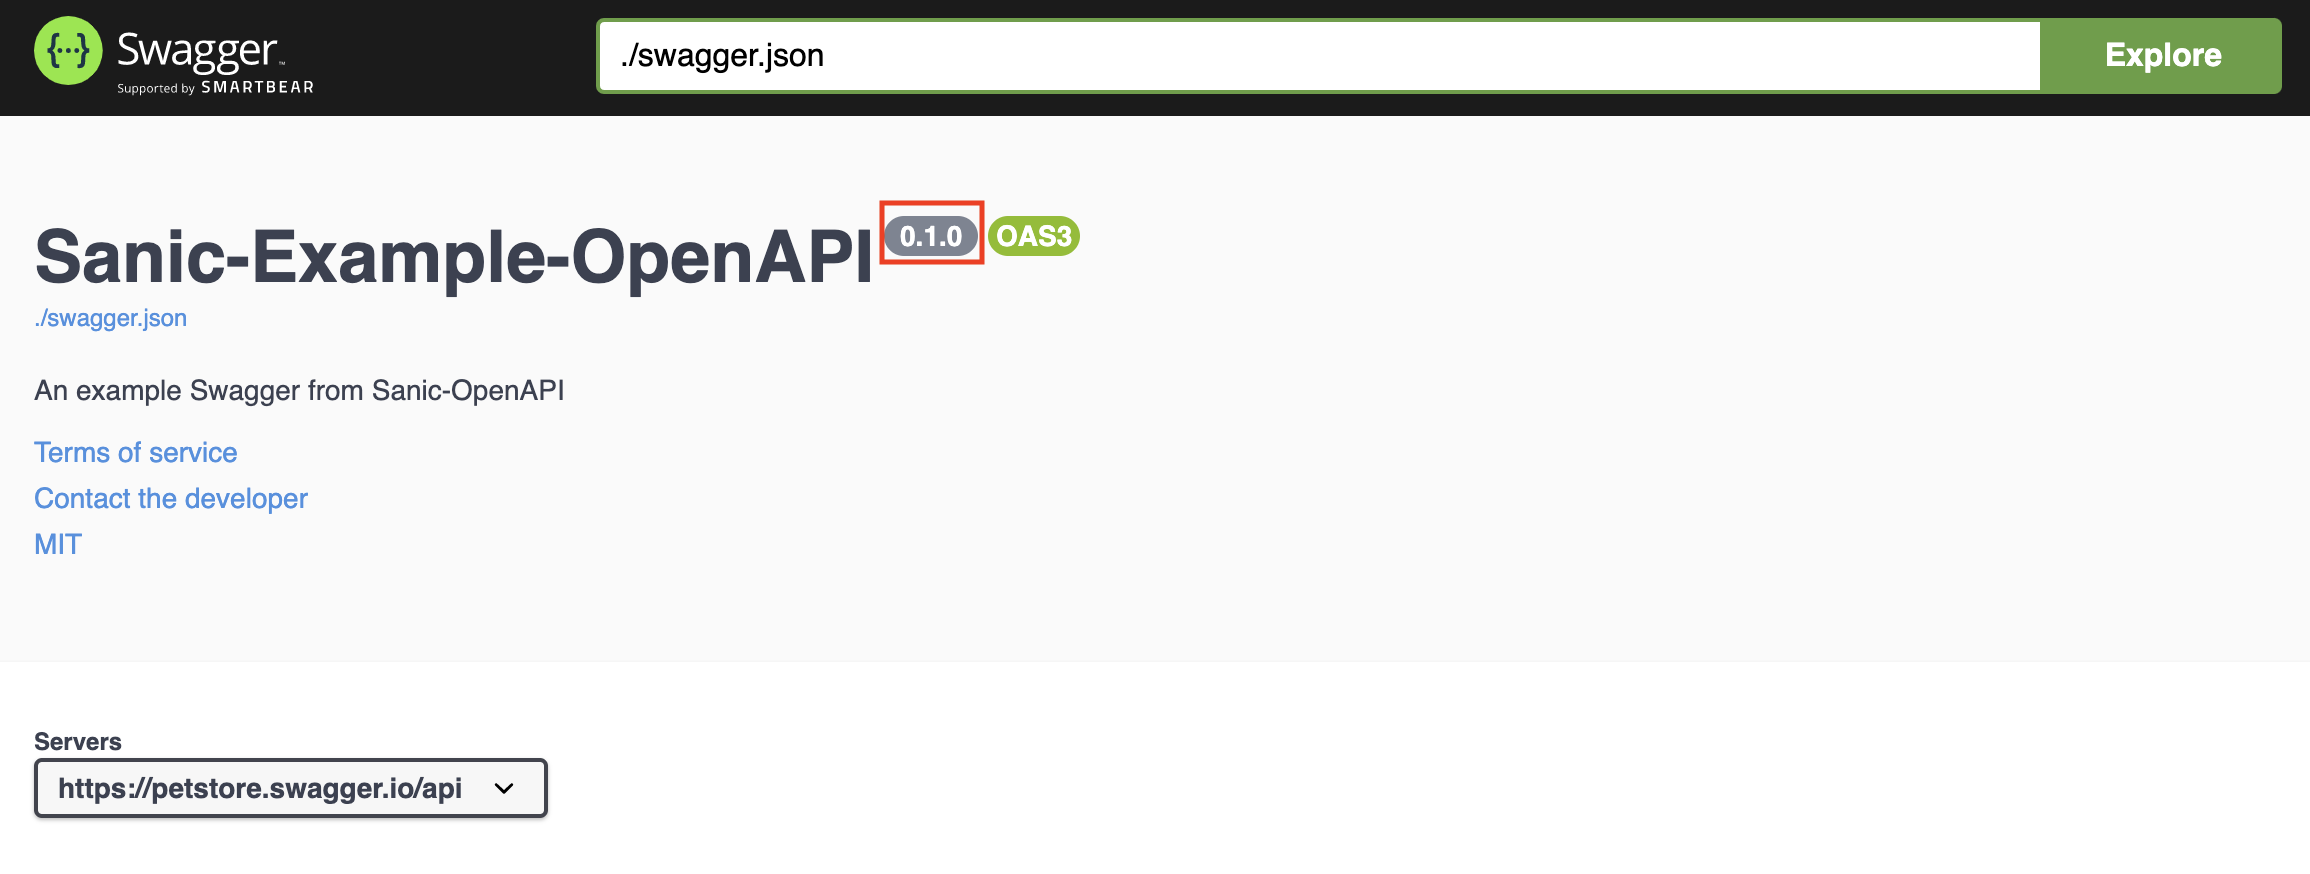 {···} Swagger™
Supported by SMARTBEAR
./swagger.json
Explore
Sanic-Example-OpenAPI 0.1.0 OAS3
./swagger.json
An example Swagger from Sanic-OpenAPI
Terms of service
Contact the developer
MIT
Servers
https://petstore.swagger.io/api